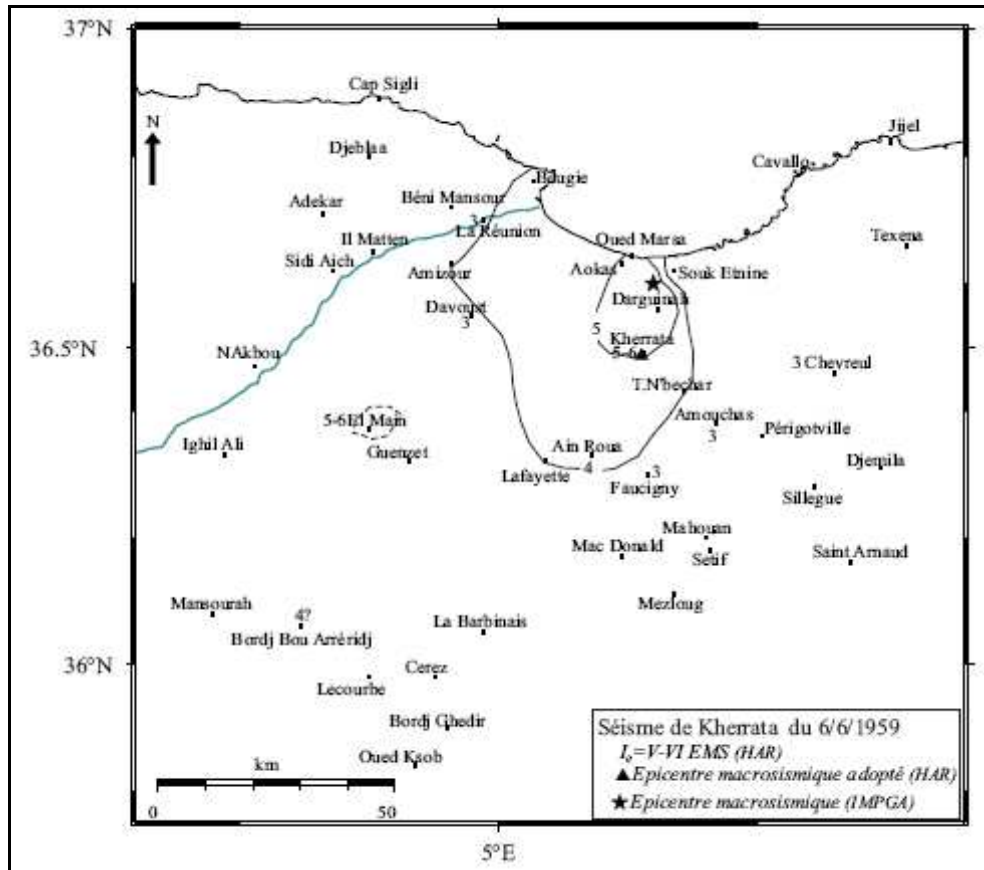 37°N
Cap Sigli
N
Jijel
Djeblaa
Cavallo
Bougie
Béni Mansour
Adekar
3
La Réunion
Texena
Il Matten
Oued Marsa
Sidi Aich
Amizour
Aokas
Souk Etnine
Darguinah
Davoust
3
5
Kherrata
36.5°N
5-6
NAkbou
3 Chevreul
T.N'bechar
Amouchas
5-6El Main
3
Périgotville
Ighil Ali
Guenzet
Ain Roua
Djemila
Lafayette
4
3
Faucigny
Sillegue
Mahouan
Mac Donald
Setif
Saint Arnaud
Mezloug
Mansourah
4?
La Barbinais
Bordj Bou Arréridj
36°N
Cerez
Lecourbe
Bordj Ghedir
Séisme de Kherrata du 6/6/1959
Oued Ksob
I₀=V-VI EMS (HAR)
km
Epicentre macrosismique adopté (HAR)
Epicentre macrosismique (IMPGA)
0
50
5°E